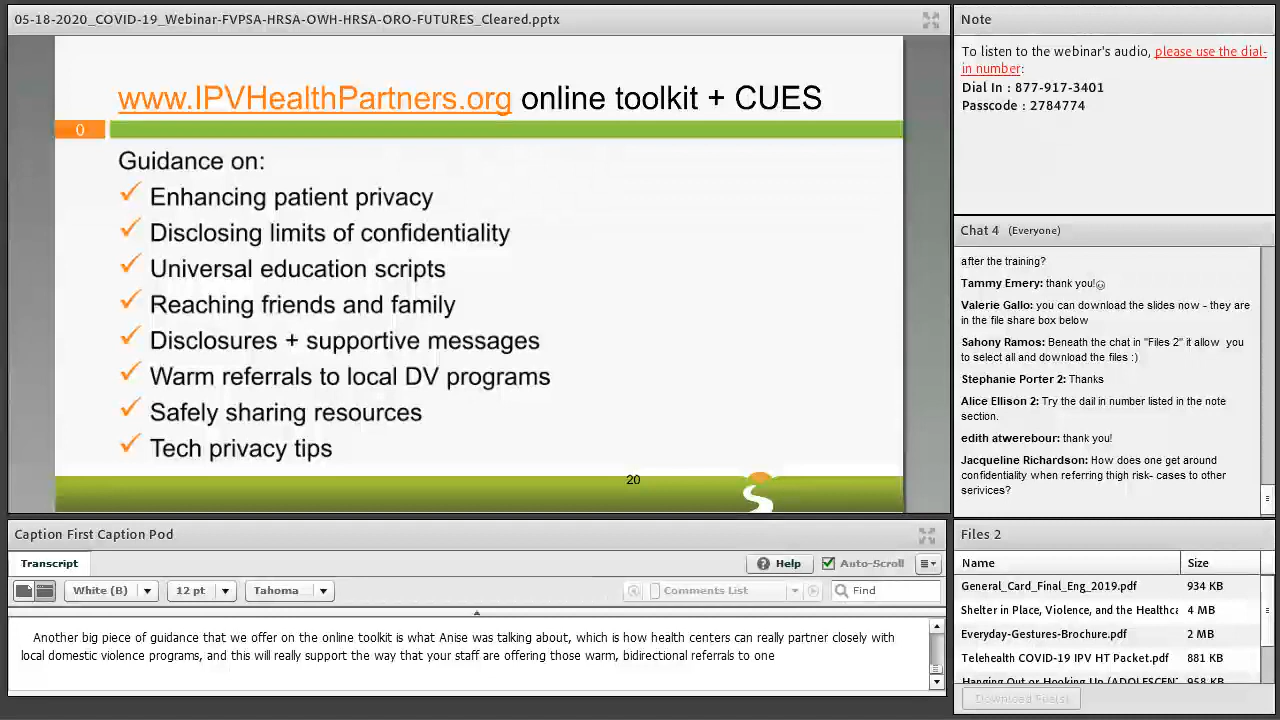 05-18-2020_COVID-19_Webinar-FVPSA-HRSA-OWH-HRSA-ORO-FUTURES_Cleared.pptx
www.IPVHealthPartners.org online toolkit + CUES
0
Guidance on:
Enhancing patient privacy
Disclosing limits of confidentiality
Universal education scripts
Reaching friends and family
Disclosures + supportive messages
Warm referrals to local DV programs
Safely sharing resources
Tech privacy tips
20
Caption First Caption Pod
Transcript
Help
Auto-Scroll
White (B)
12 pt
Tahoma
Comments List
Find
Another big piece of guidance that we offer on the online toolkit is what Anise was talking about, which is how health centers can really partner closely with
local domestic violence programs, and this will really support the way that your staff are offering those warm, bidirectional referrals to one
Note
To listen to the webinar's audio, please use the dial-
in number:
Dial In : 877-917-3401
Passcode : 2784774
Chat 4 (Everyone)
after the training?
Tammy Emery: thank you!☺
Valerie Gallo: you can download the slides now - they are
in the file share box below
Sahony Ramos: Beneath the chat in "Files 2" it allow you
to select all and download the files :)
Stephanie Porter 2: Thanks
Alice Ellison 2: Try the dail in number listed in the note
section.
edith atwerebour: thank you!
Jacqueline Richardson: How does one get around
confidentiality when referring thigh risk- cases to other
serivices?
Files 2
Name Size
General_Card_Final_Eng_2019.pdf 934 KB
Shelter in Place, Violence, and the Healthca 4 MB
Everyday-Gestures-Brochure.pdf 2 MB
Telehealth COVID-19 IPV HT Packet.pdf 881 KB
Hanging Out or Hooking Up (ADOLESCEN 958 KB
Download File(s)